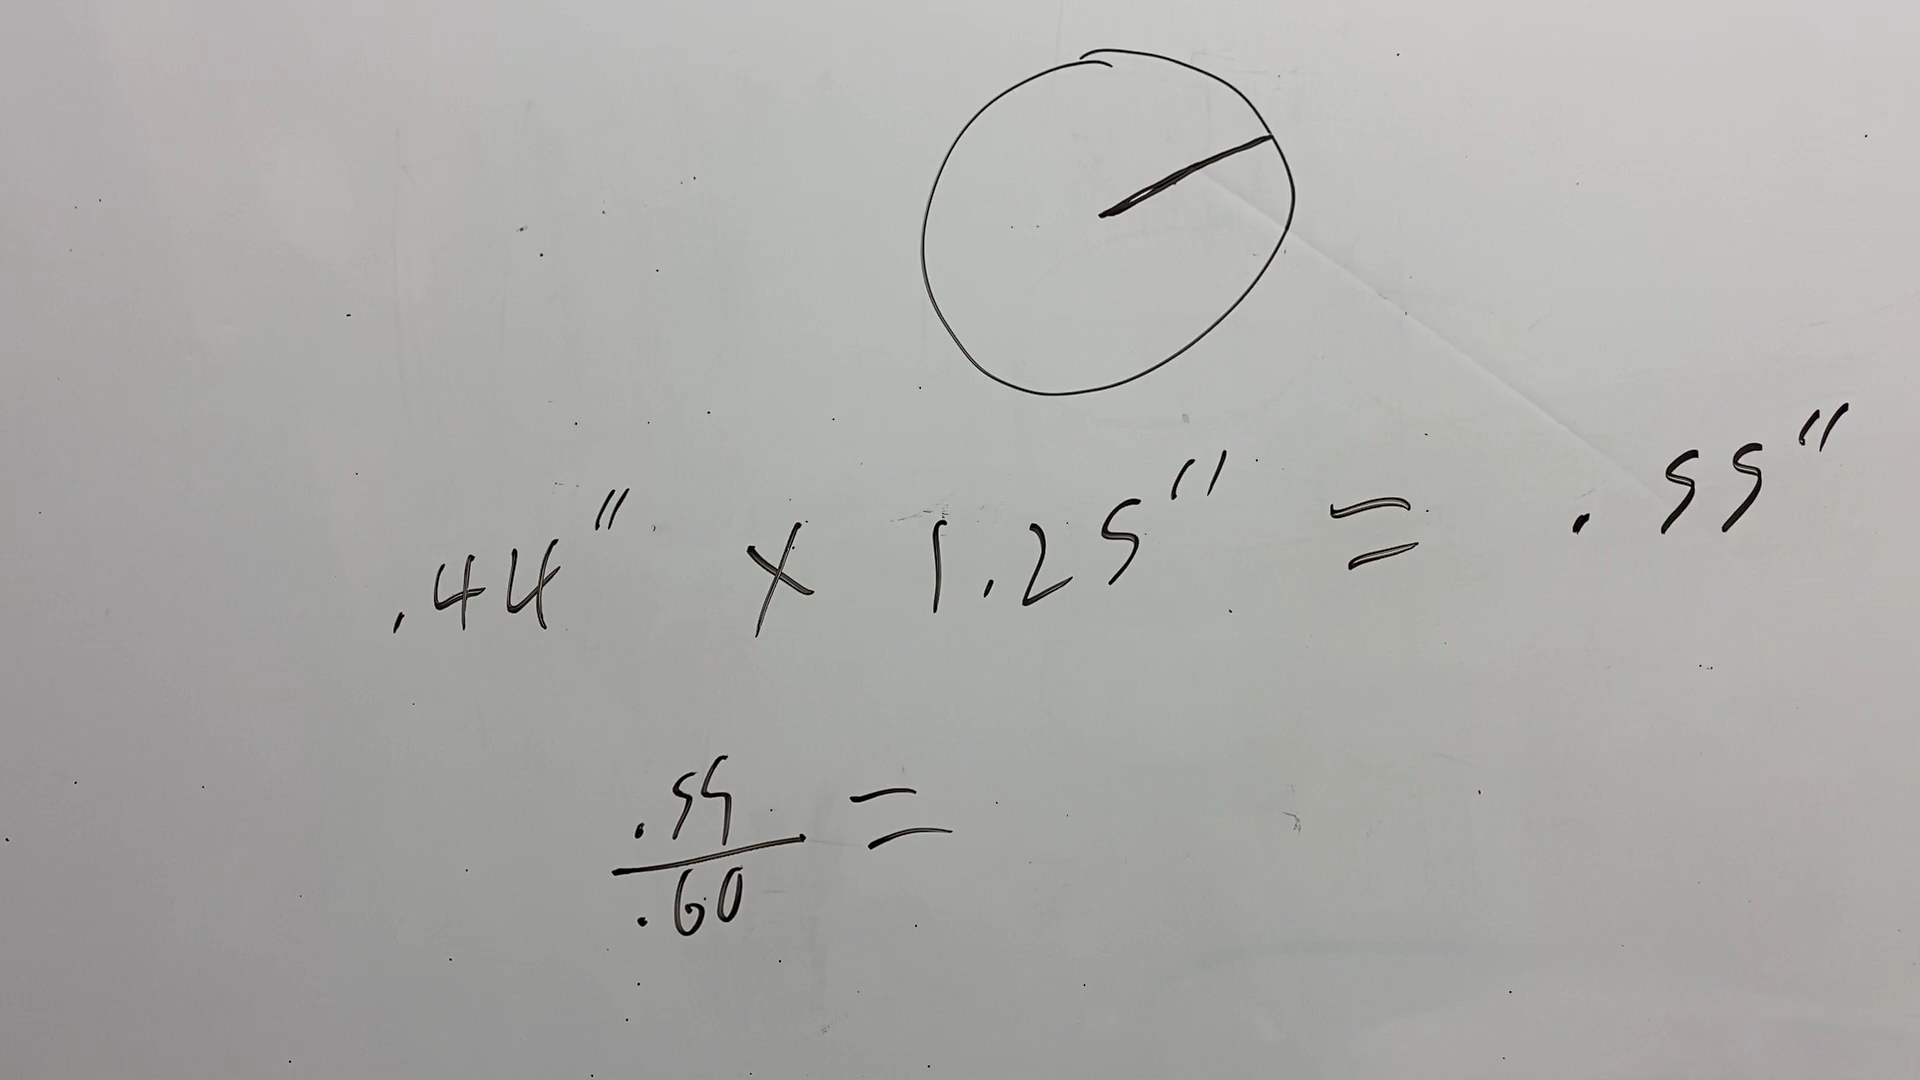 .44" x 1.25" = .55"
.55
.60 =